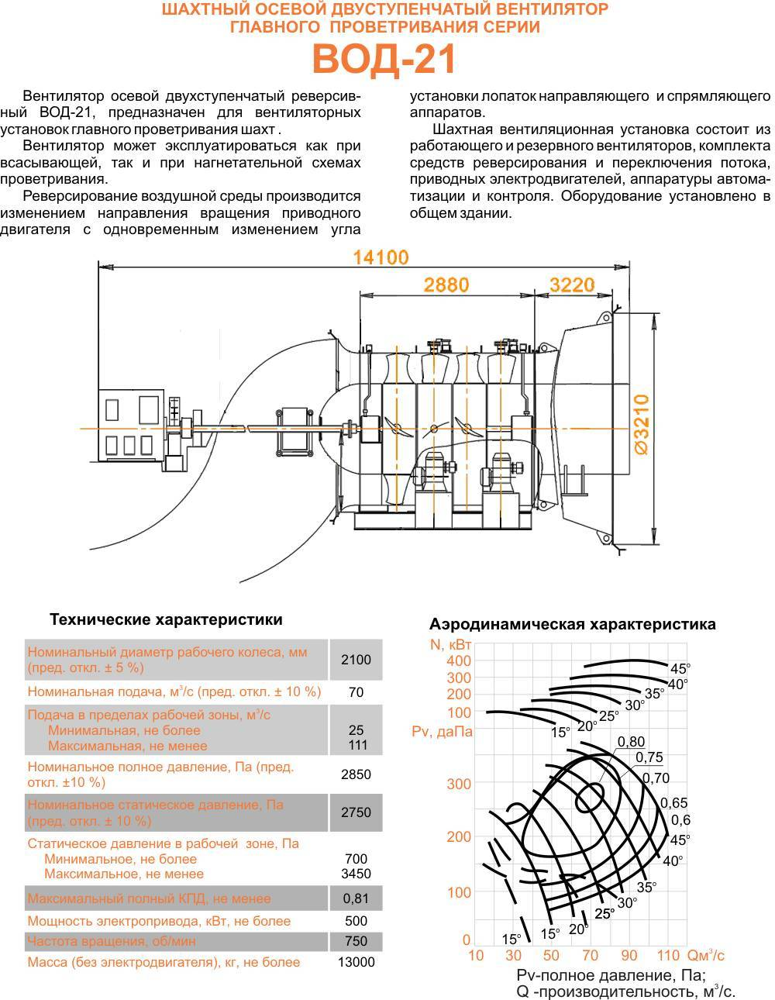 ШАХТНЫЙ ОСЕВОЙ ДВУСТУПЕНЧАТЫЙ ВЕНТИЛЯТОР
ГЛАВНОГО ПРОВЕТРИВАНИЯ СЕРИИ
ВОД-21
Вентилятор осевой двухступенчатый реверсив-
ный ВОД-21, предназначен для вентиляторных
установок главного проветривания шахт .
Вентилятор может эксплуатироваться как при
всасывающей, так и при нагнетательной схемах
проветривания.
Реверсирование воздушной среды производится
изменением направления вращения приводного
двигателя с одновременным изменением угла
установки лопаток направляющего и спрямляющего
аппаратов.
Шахтная вентиляционная установка состоит из
работающего и резервного вентиляторов, комплекта
средств реверсирования и переключения потока,
приводных электродвигателей, аппаратуры автома-
тизации и контроля. Оборудование установлено в
общем здании.
14100
2880 3220
⌀3210
Технические характеристики
Номинальный диаметр рабочего колеса, мм
(пред. откл. ± 5 %) 2100
Номинальная подача, м³/с (пред. откл. ± 10 %) 70
Подача в пределах рабочей зоны, м³/с
Минимальная, не более 25
Максимальная, не менее 111
Номинальное полное давление, Па (пред.
откл. ±10 %) 2850
Номинальное статическое давление, Па
(пред. откл. ± 10 %) 2750
Статическое давление в рабочей зоне, Па
Минимальное, не более 700
Максимальное, не менее 3450
Максимальный полный КПД, не менее 0,81
Мощность электропривода, кВт, не более 500
Частота вращения, об/мин 750
Масса (без электродвигателя), кг, не более 13000
Аэродинамическая характеристика
N, кВт
400
300
200
100
45°
40°
35°
30°
25°
20°
15°
Pv, даПа
300
200
100
0
0,80
0,75
0,70
0,65
0,6
45°
40°
35°
30°
25°
20°
15°
15°
10 30 50 70 90 110 Qм³/с
Pv-полное давление, Па;
Q -производительность, м³/с.